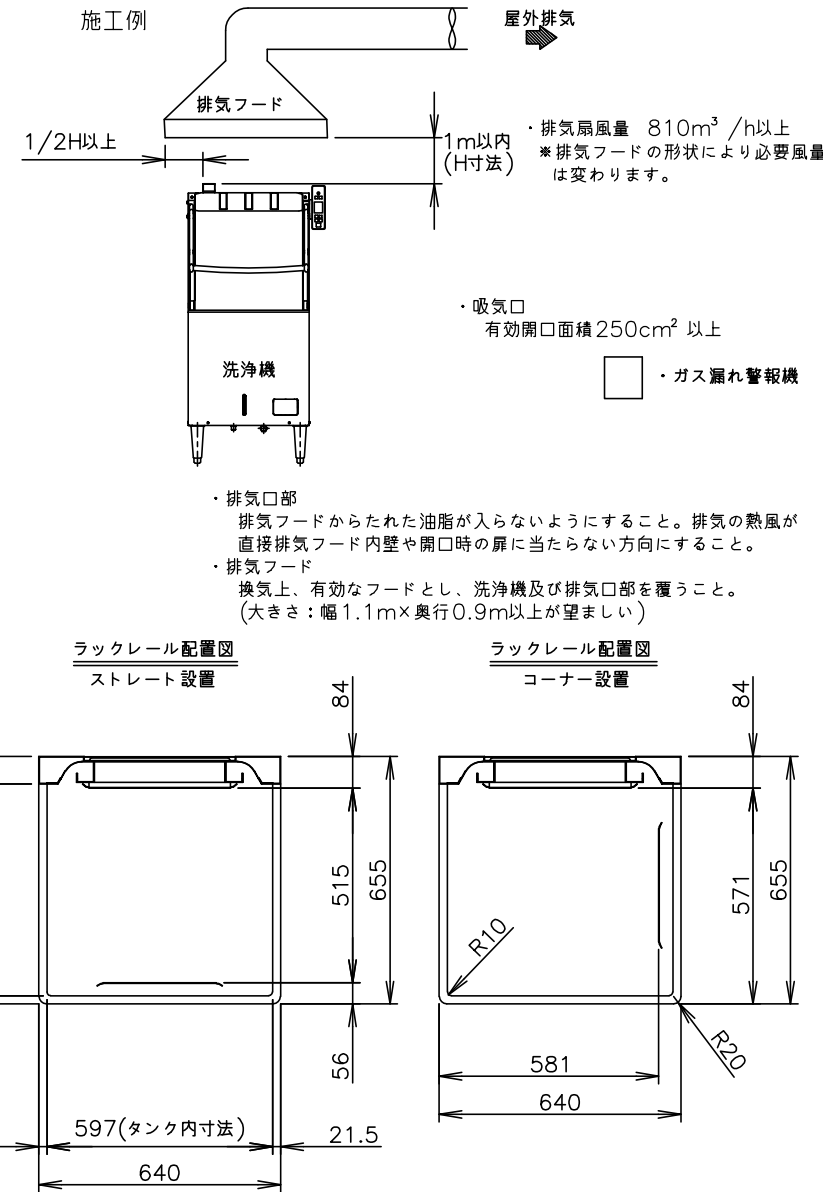 施工例
屋外排気
排気フード
1/2H以上
1m以内
(H寸法)
・排気扇風量 810m³/h以上
※排気フードの形状により必要風量
は変わります。
・吸気口
有効開口面積250cm² 以上
洗浄機
・ガス漏れ警報機
・排気口部
排気フードからたれた油脂が入らないようにすること。排気の熱風が
直接排気フード内壁や開口時の扉に当たらない方向にすること。
・排気フード
換気上、有効なフードとし、洗浄機及び排気口部を覆うこと。
(大きさ：幅1.1m×奥行0.9m以上が望ましい)
ラックレール配置図
ストレート設置
84
515
655
56
597(タンク内寸法)
21.5
640
ラックレール配置図
コーナー設置
84
571
655
R10
R20
581
640